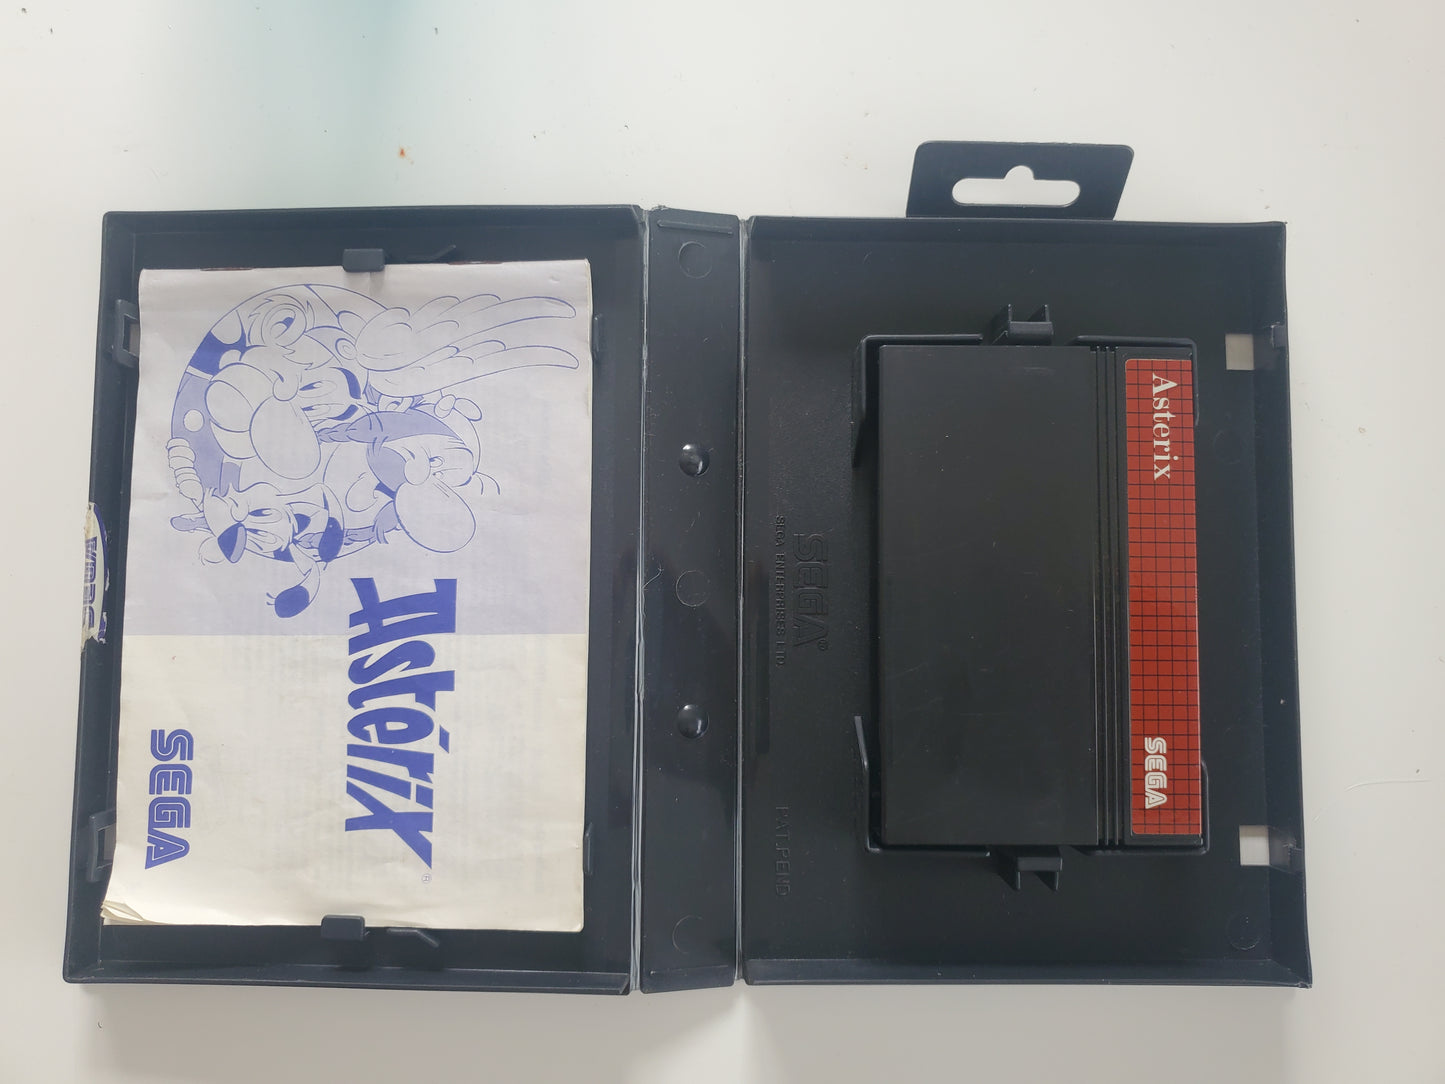 Astérix
®
SEGA
SEGA®
SEGA ENTERPRISES LTD.
PAT.PEND
Asterix
SEGA